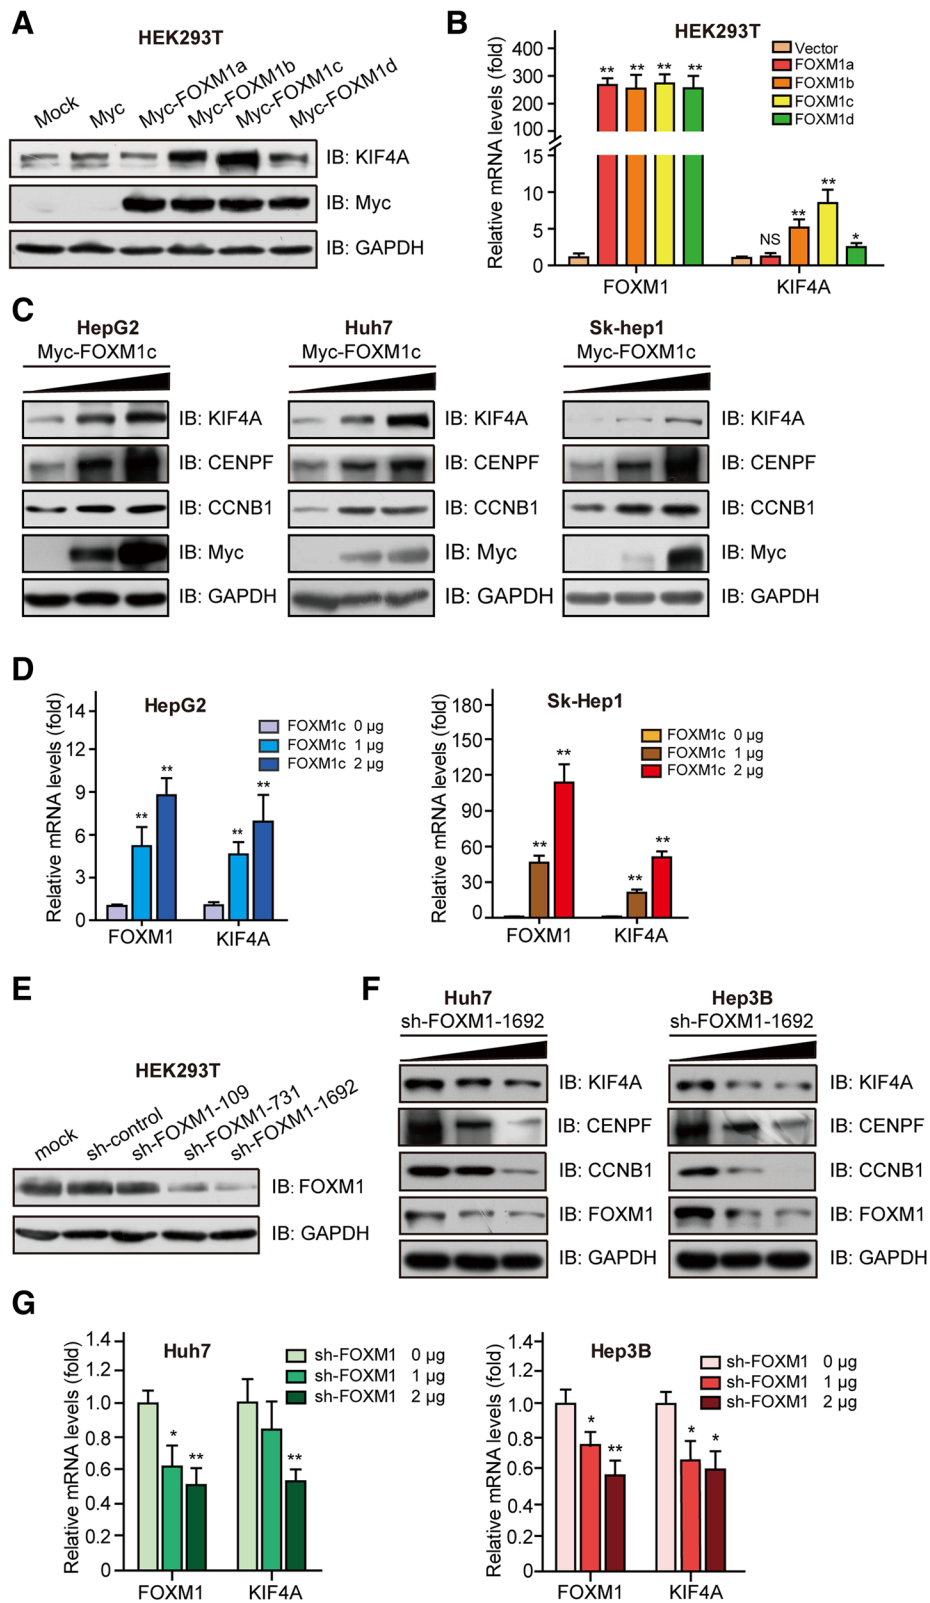 A
HEK293T
Mock
Myc
Myc-FOXM1a
Myc-FOXM1b
Myc-FOXM1c
Myc-FOXM1d
IB: KIF4A
IB: Myc
IB: GAPDH
B
HEK293T
Relative mRNA levels (fold)
400
300
200
100
15
10
5
0
Vector
FOXM1a
FOXM1b
FOXM1c
FOXM1d
** ** ** **
NS ** ** *
FOXM1 KIF4A
C
HepG2
Myc-FOXM1c
IB: KIF4A
IB: CENPF
IB: CCNB1
IB: Myc
IB: GAPDH
Huh7
Myc-FOXM1c
IB: KIF4A
IB: CENPF
IB: CCNB1
IB: Myc
IB: GAPDH
Sk-hep1
Myc-FOXM1c
IB: KIF4A
IB: CENPF
IB: CCNB1
IB: Myc
IB: GAPDH
D
HepG2
Relative mRNA levels (fold)
14
12
9
6
3
0
FOXM1c 0 µg
FOXM1c 1 µg
FOXM1c 2 µg
** ** ** **
FOXM1 KIF4A
Sk-Hep1
Relative mRNA levels (fold)
180
150
120
90
60
30
0
FOXM1c 0 µg
FOXM1c 1 µg
FOXM1c 2 µg
** ** ** **
FOXM1 KIF4A
E
HEK293T
mock
sh-control
sh-FOXM1-109
sh-FOXM1-731
sh-FOXM1-1692
IB: FOXM1
IB: GAPDH
F
Huh7
sh-FOXM1-1692
IB: KIF4A
IB: CENPF
IB: CCNB1
IB: FOXM1
IB: GAPDH
Hep3B
sh-FOXM1-1692
IB: KIF4A
IB: CENPF
IB: CCNB1
IB: FOXM1
IB: GAPDH
G
Huh7
Relative mRNA levels (fold)
1.4
1.2
1.0
0.8
0.6
0.4
0.2
0
sh-FOXM1 0 µg
sh-FOXM1 1 µg
sh-FOXM1 2 µg
* ** **
FOXM1 KIF4A
Hep3B
Relative mRNA levels (fold)
1.4
1.2
1.0
0.8
0.6
0.4
0.2
0
sh-FOXM1 0 µg
sh-FOXM1 1 µg
sh-FOXM1 2 µg
* ** * *
FOXM1 KIF4A